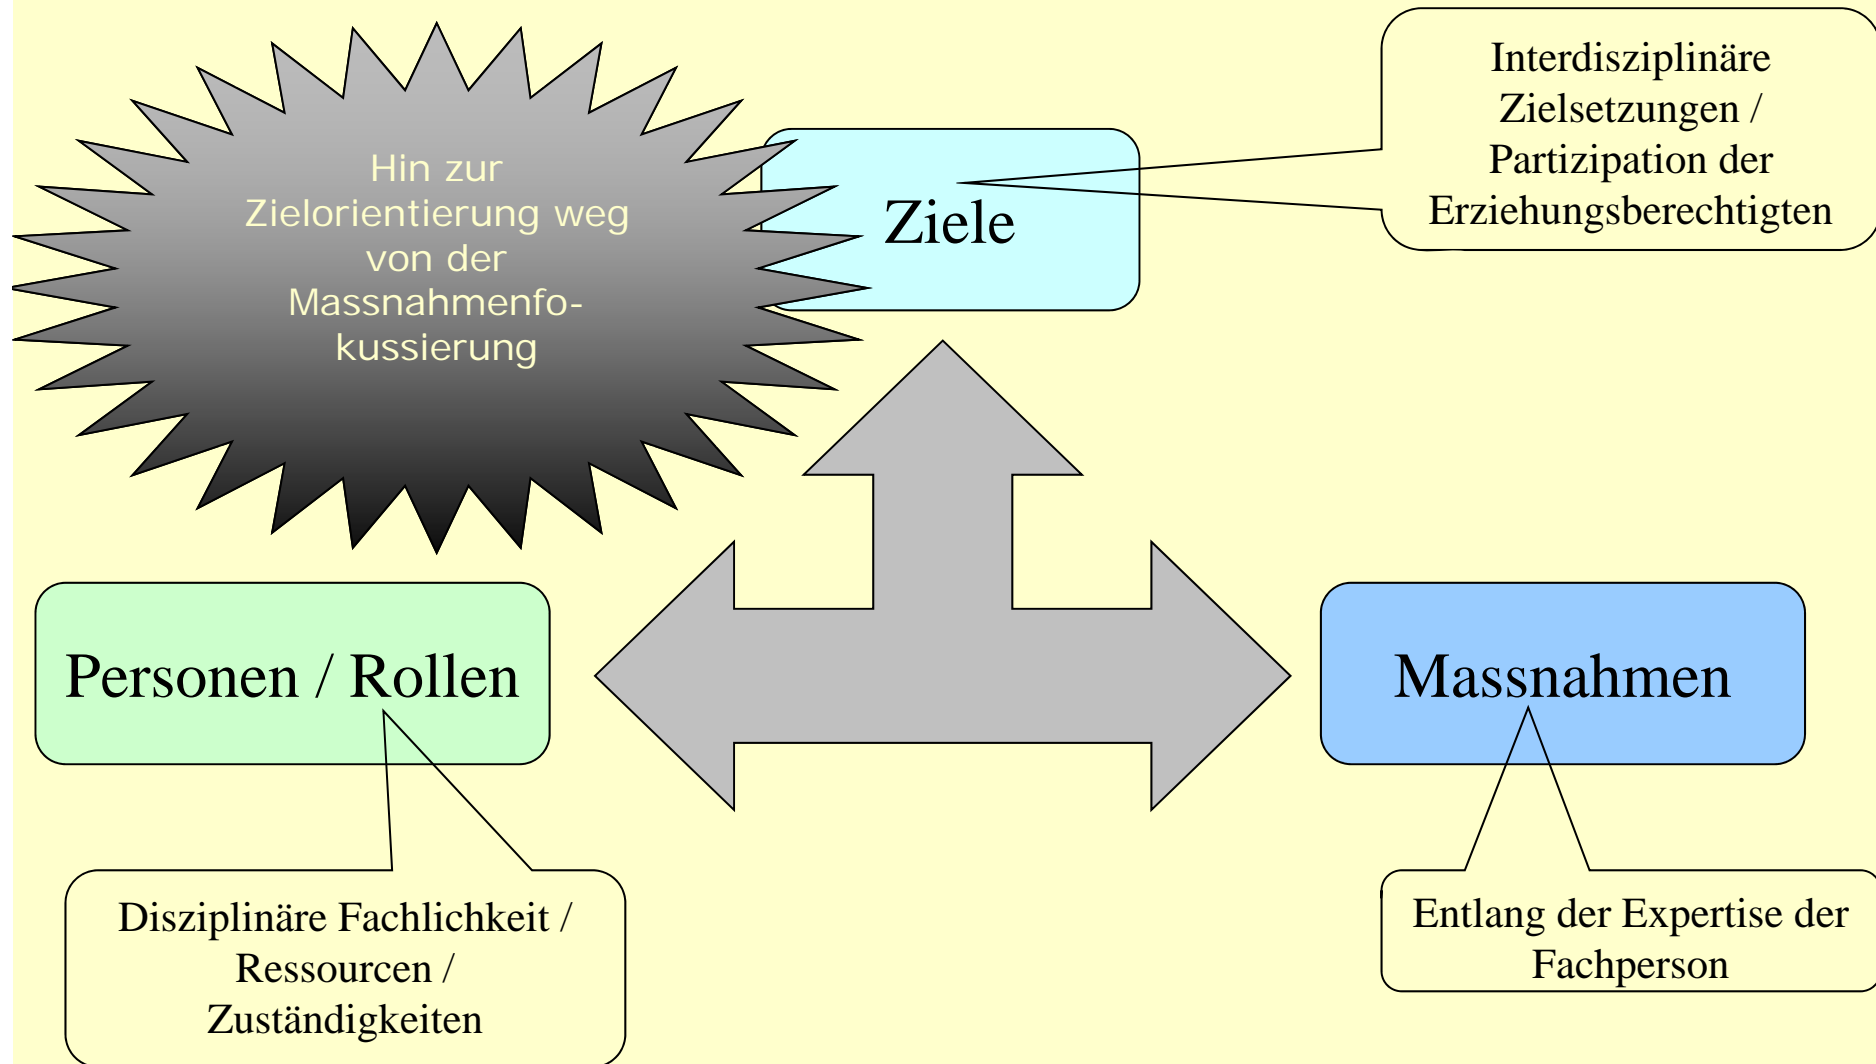 Hin zur
Zielorientierung weg
von der
Massnahmenfo-
kussierung
Ziele
Interdisziplinäre
Zielsetzungen /
Partizipation der
Erziehungsberechtigten
Personen / Rollen
Massnahmen
Disziplinäre Fachlichkeit /
Ressourcen /
Zuständigkeiten
Entlang der Expertise der
Fachperson